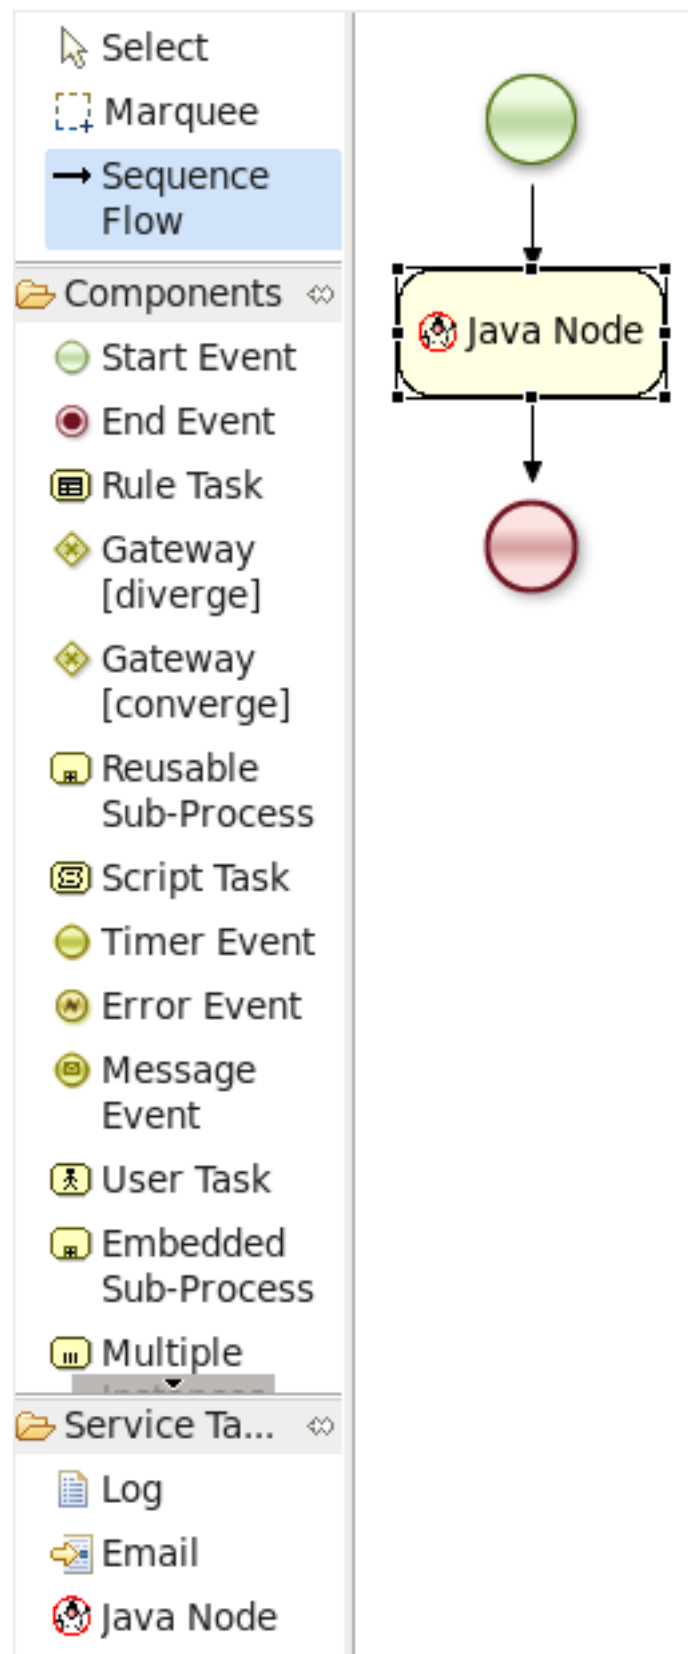 Select
Marquee
Sequence
Flow
Components
Start Event
End Event
Rule Task
Gateway
[diverge]
Gateway
[converge]
Reusable
Sub-Process
Script Task
Timer Event
Error Event
Message
Event
User Task
Embedded
Sub-Process
Multiple
Service Ta...
Log
Email
Java Node
Java Node